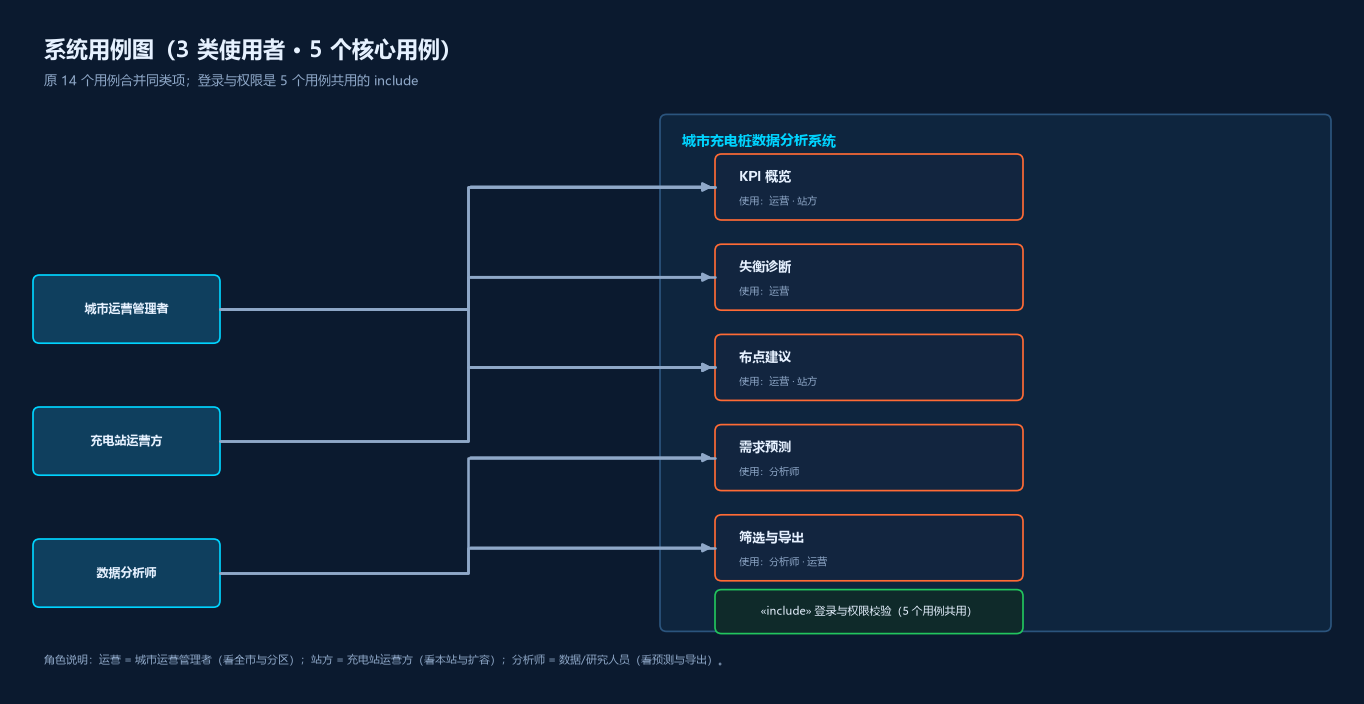 系统用例图（3 类使用者 • 5 个核心用例）
原 14 个用例合并同类项；登录与权限是 5 个用例共用的 include
城市充电桩数据分析系统
KPI 概览
使用：运营 · 站方
失衡诊断
使用：运营
城市运营管理者
布点建议
使用：运营 · 站方
充电站运营方
需求预测
使用：分析师
筛选与导出
使用：分析师 · 运营
数据分析师
«include» 登录与权限校验（5 个用例共用）
角色说明：运营 = 城市运营管理者（看全市与分区）；站方 = 充电站运营方（看本站与扩容）；分析师 = 数据/研究人员（看预测与导出）。